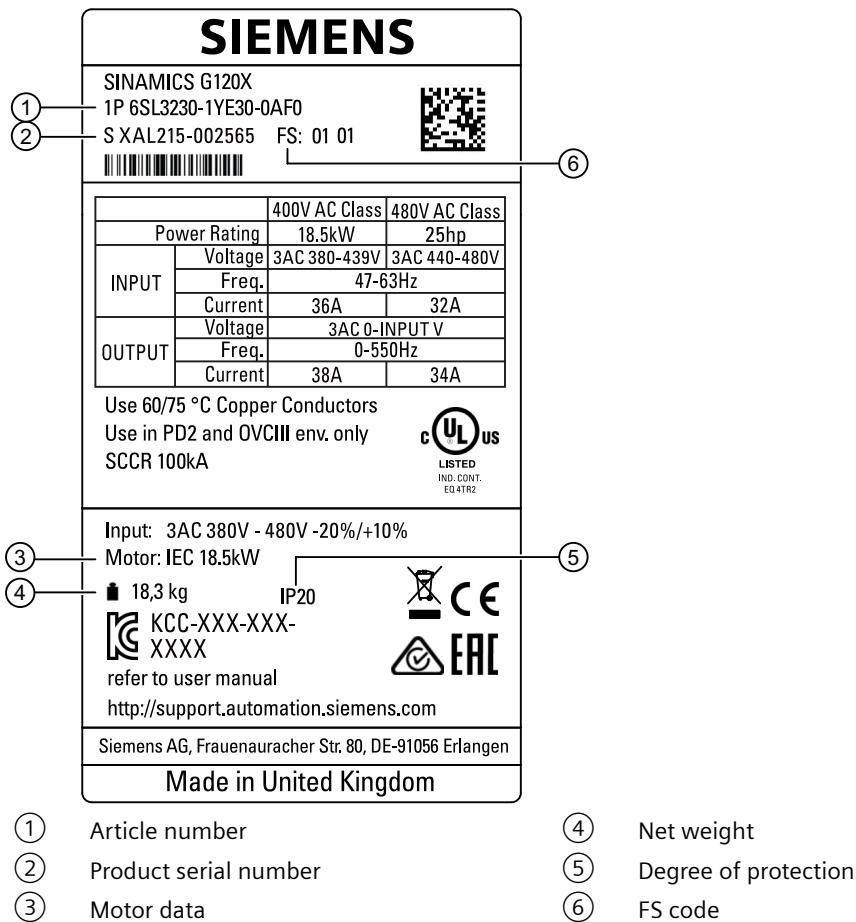 SIEMENS
SINAMICS G120X
① 1P 6SL3230-1YE30-0AF0
② S XAL215-002565 FS: 01 01
⑥
400V AC Class 480V AC Class
Power Rating 18.5kW 25hp
INPUT Voltage 3AC 380-439V 3AC 440-480V
Freq. 47-63Hz
Current 36A 32A
OUTPUT Voltage 3AC 0-INPUT V
Freq. 0-550Hz
Current 38A 34A
Use 60/75 °C Copper Conductors
Use in PD2 and OVCIII env. only
SCCR 100kA
C UL US
LISTED
IND. CONT.
EQ 4TR2
Input: 3AC 380V - 480V -20%/+10%
③ Motor: IEC 18.5kW ⑤
④ 18,3 kg IP20
CE
KCC-XXX-XXX-
XXXX
EAC
refer to user manual
http://support.automation.siemens.com
Siemens AG, Frauenauracher Str. 80, DE-91056 Erlangen
Made in United Kingdom
① Article number ④ Net weight
② Product serial number ⑤ Degree of protection
③ Motor data ⑥ FS code